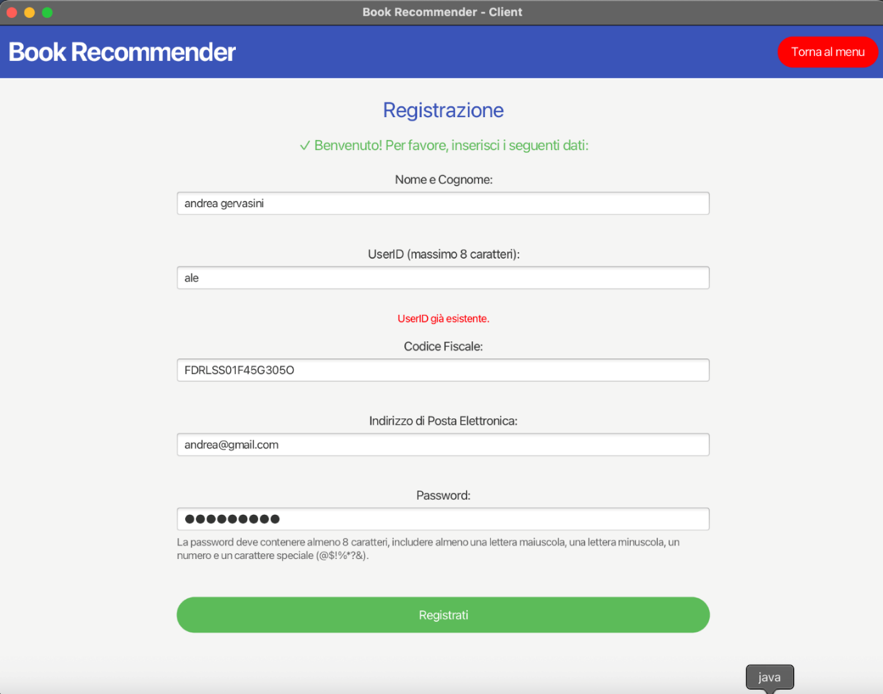 Book Recommender - Client
Book Recommender
Torna al menu
Registrazione
✓ Benvenuto! Per favore, inserisci i seguenti dati:
Nome e Cognome:
andrea gervasini
UserID (massimo 8 caratteri):
ale
UserID già esistente.
Codice Fiscale:
FDRLSS01F45G305O
Indirizzo di Posta Elettronica:
andrea@gmail.com
Password:
●●●●●●●●●
La password deve contenere almeno 8 caratteri, includere almeno una lettera maiuscola, una lettera minuscola, un
numero e un carattere speciale (@$!%*?&).
Registrati
java